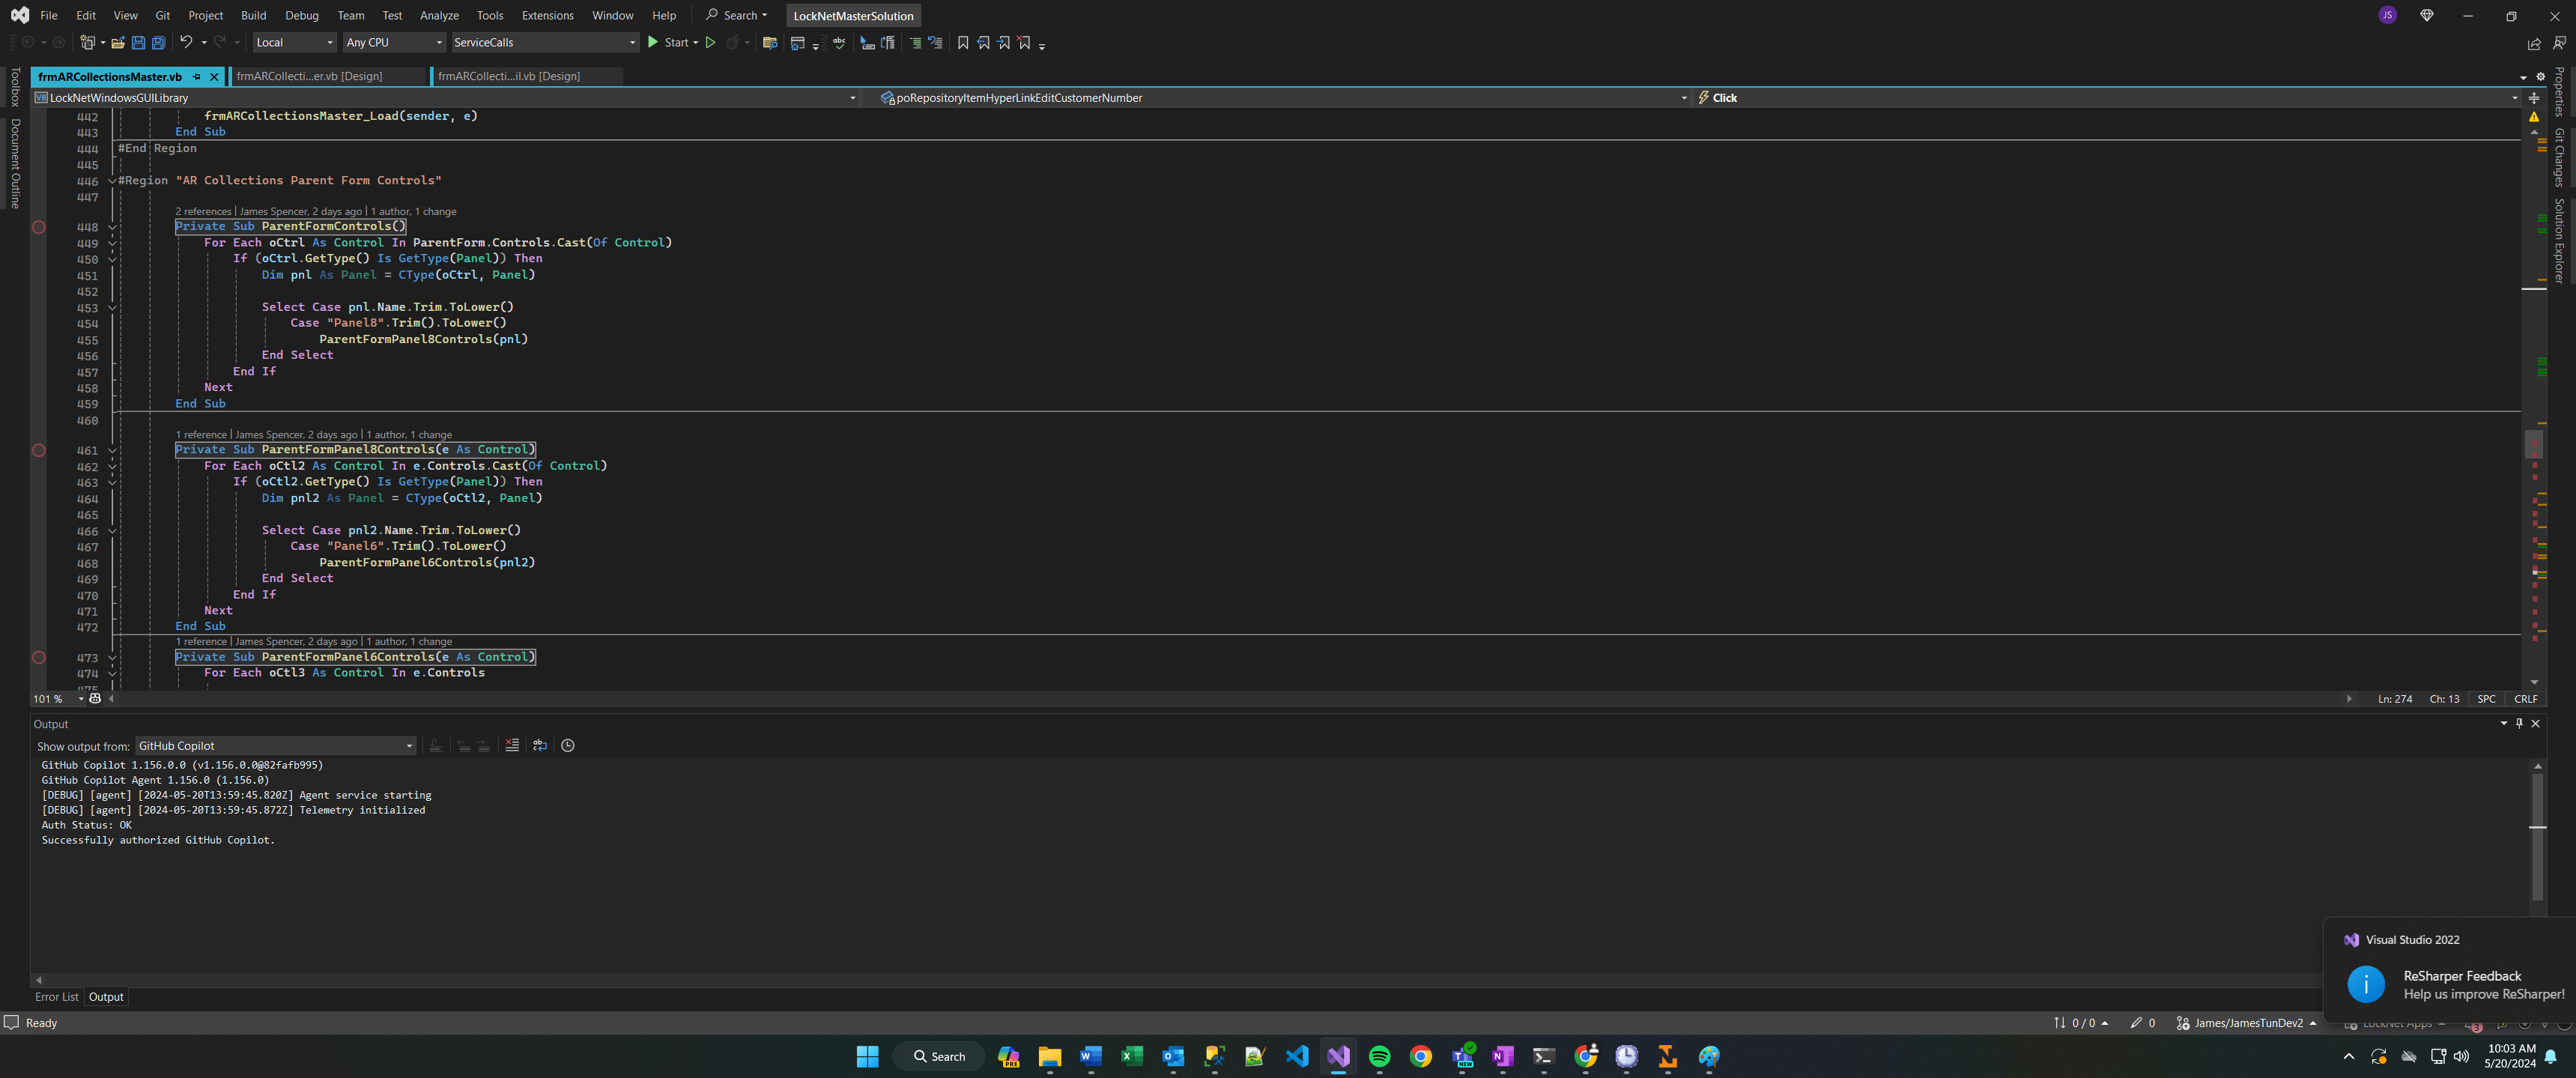 File Edit View Git Project Build Debug Team Test Analyze Tools Extensions Window Help Search LockNetMasterSolution JS
Local Any CPU ServiceCalls Start
Toolbox
Document Outline
frmARCollectionsMaster.vb frmARCollecti...er.vb [Design] frmARCollecti...il.vb [Design]
VB LockNetWindowsGUILibrary poRepositoryItemHyperLinkEditCustomerNumber Click
442 frmARCollectionsMaster_Load(sender, e)
443 End Sub
444 #End Region
445
446 #Region "AR Collections Parent Form Controls"
447
2 references | James Spencer, 2 days ago | 1 author, 1 change
448 Private Sub ParentFormControls()
449 For Each oCtrl As Control In ParentForm.Controls.Cast(Of Control)
450 If (oCtrl.GetType() Is GetType(Panel)) Then
451 Dim pnl As Panel = CType(oCtrl, Panel)
452
453 Select Case pnl.Name.Trim.ToLower()
454 Case "Panel8".Trim().ToLower()
455 ParentFormPanel8Controls(pnl)
456 End Select
457 End If
458 Next
459 End Sub
460
1 reference | James Spencer, 2 days ago | 1 author, 1 change
461 Private Sub ParentFormPanel8Controls(e As Control)
462 For Each oCtl2 As Control In e.Controls.Cast(Of Control)
463 If (oCtl2.GetType() Is GetType(Panel)) Then
464 Dim pnl2 As Panel = CType(oCtl2, Panel)
465
466 Select Case pnl2.Name.Trim.ToLower()
467 Case "Panel6".Trim().ToLower()
468 ParentFormPanel6Controls(pnl2)
469 End Select
470 End If
471 Next
472 End Sub
1 reference | James Spencer, 2 days ago | 1 author, 1 change
473 Private Sub ParentFormPanel6Controls(e As Control)
474 For Each oCtl3 As Control In e.Controls
475
Properties
Git Changes
Solution Explorer
101 % Ln: 274 Ch: 13 SPC CRLF
Output
Show output from: GitHub Copilot
GitHub Copilot 1.156.0.0 (v1.156.0.0@82fafb995)
GitHub Copilot Agent 1.156.0 (1.156.0)
[DEBUG] [agent] [2024-05-20T13:59:45.820Z] Agent service starting
[DEBUG] [agent] [2024-05-20T13:59:45.872Z] Telemetry initialized
Auth Status: OK
Successfully authorized GitHub Copilot.
Visual Studio 2022
ReSharper Feedback
Help us improve ReSharper!
Error List Output
Ready 0 / 0 0 James/JamesTunDev2 LockNet Apps 3
Search PRE NEW 10:03 AM
5/20/2024